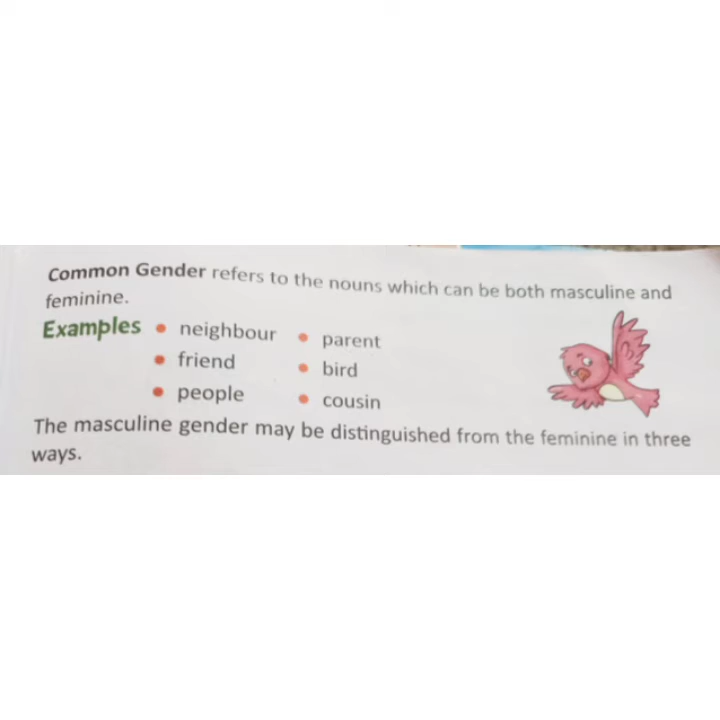 Common Gender refers to the nouns which can be both masculine and
feminine.
Examples • neighbour • parent
• friend • bird
• people • cousin
The masculine gender may be distinguished from the feminine in three
ways.